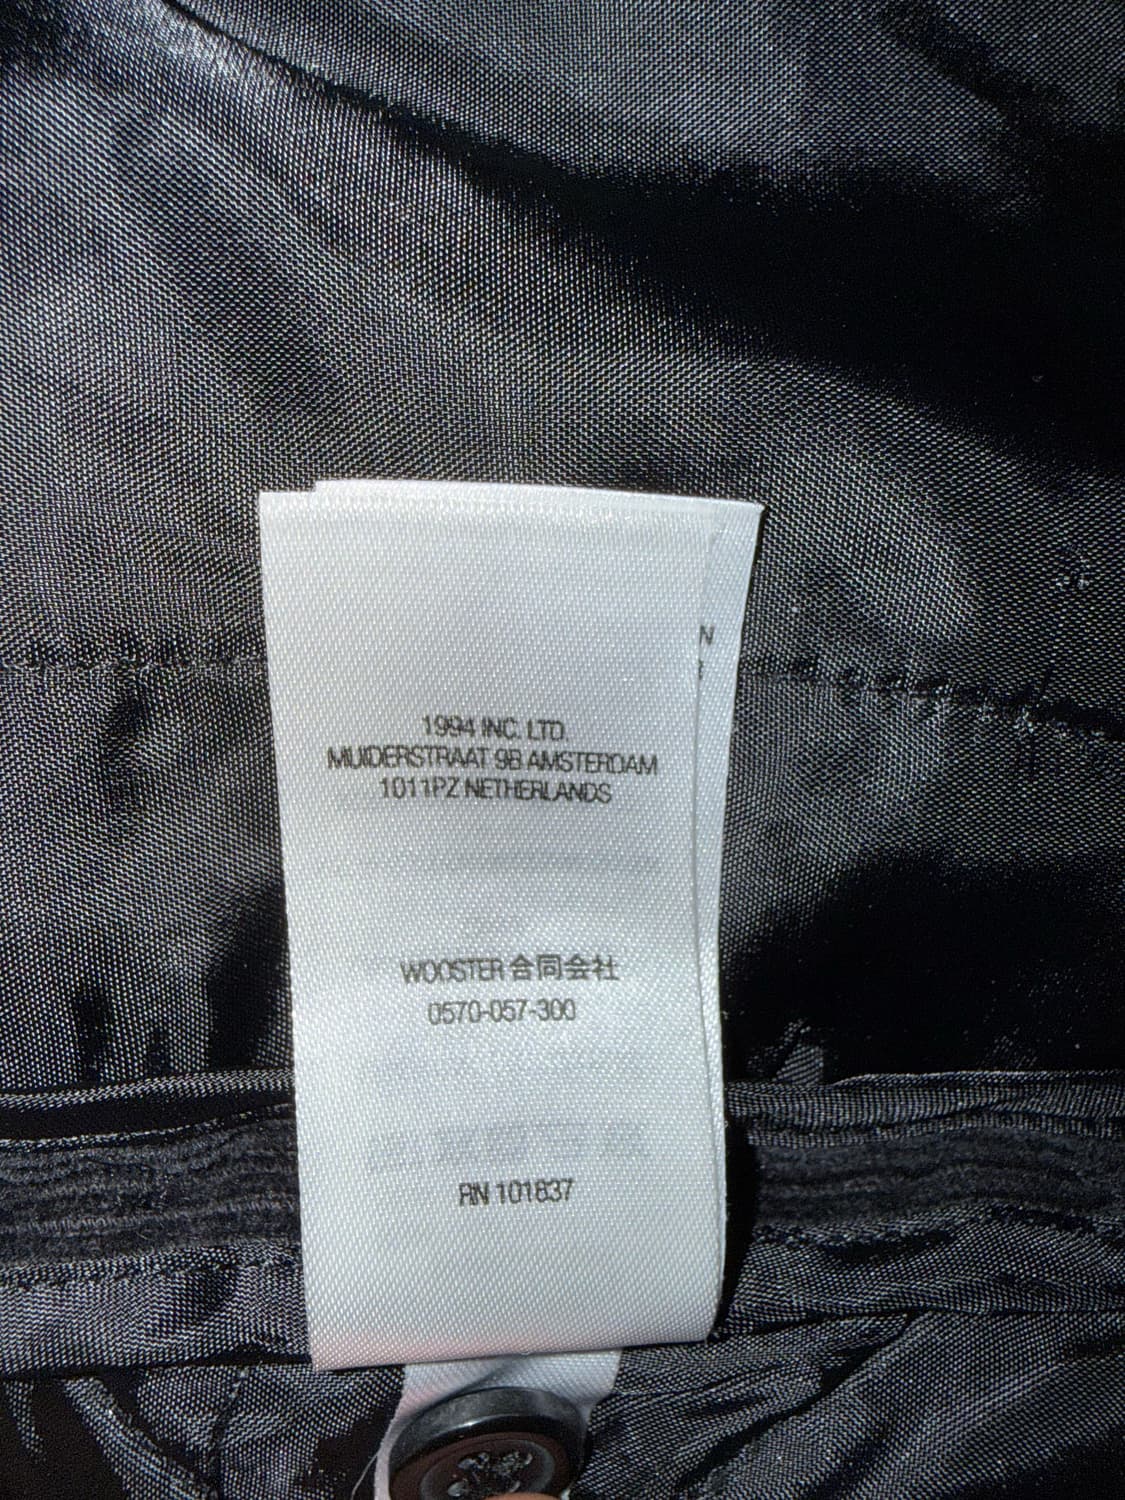 1994 INC. LTD.
MUIDERSTRAAT 9B AMSTERDAM
1011PZ NETHERLANDS
WOOSTER 合同会社
0570-057-300
RN 101837
N